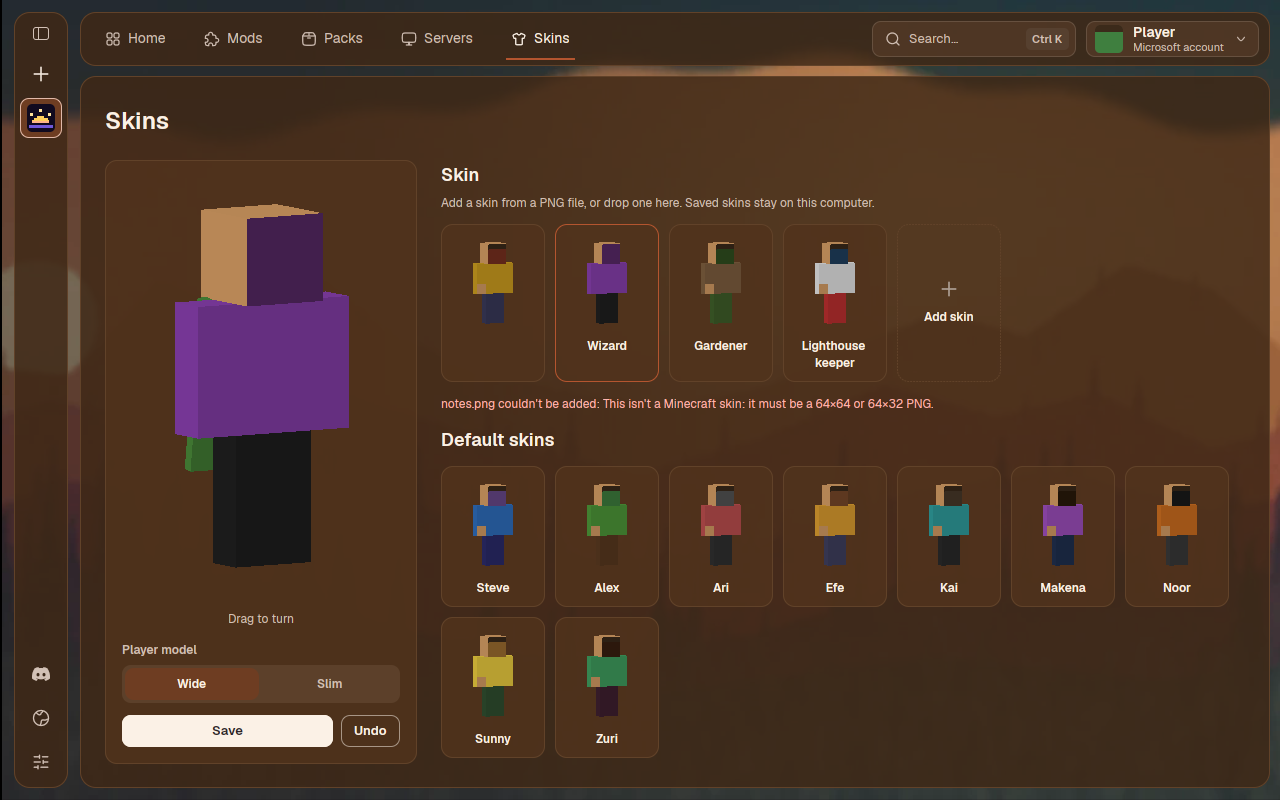 Home
Mods
Packs
Servers
Skins
Search...
Ctrl K
Player
Microsoft account
Skins
Drag to turn
Player model
Wide
Slim
Save
Undo
Skin
Add a skin from a PNG file, or drop one here. Saved skins stay on this computer.
Wizard
Gardener
Lighthouse
keeper
Add skin
notes.png couldn't be added: This isn't a Minecraft skin: it must be a 64×64 or 64×32 PNG.
Default skins
Steve
Alex
Ari
Efe
Kai
Makena
Noor
Sunny
Zuri